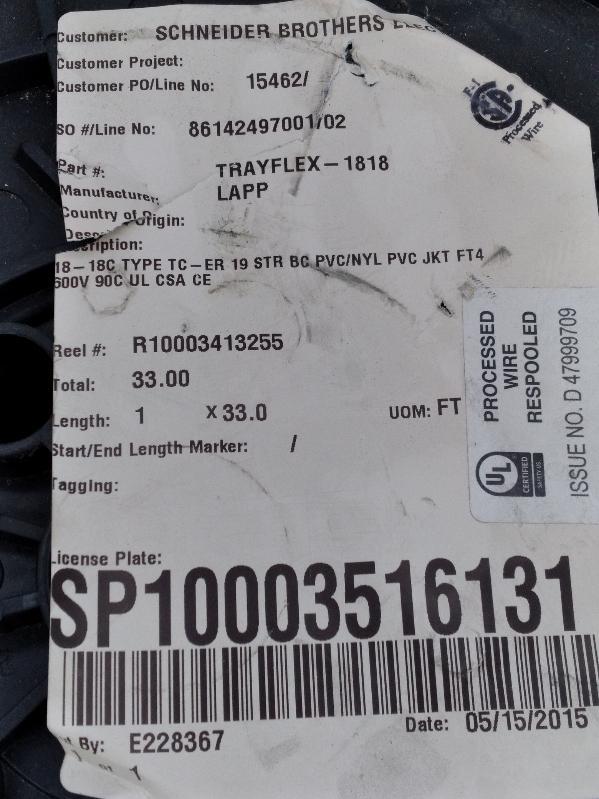 Customer: SCHNEIDER BROTHERS
Customer Project:
Customer PO/Line No: 15462/
SO #/Line No: 86142497001/02
Part #: TRAYFLEX-1818
Manufacturer: LAPP
Country of Origin:
Description:
18-18C TYPE TC-ER 19 STR BC PVC/NYL PVC JKT FT4
600V 90C UL CSA CE
Reel #: R10003413255
Total: 33.00
Length: 1 X 33.0 UOM: FT
Start/End Length Marker: /
Tagging:
License Plate:
SP10003516131
By: E228367 Date: 05/15/2015
1
Processed
Wire
PROCESSED
WIRE
RESPOOLED
ISSUE NO. D 47999709
UL
CERTIFIED
SAFETY US